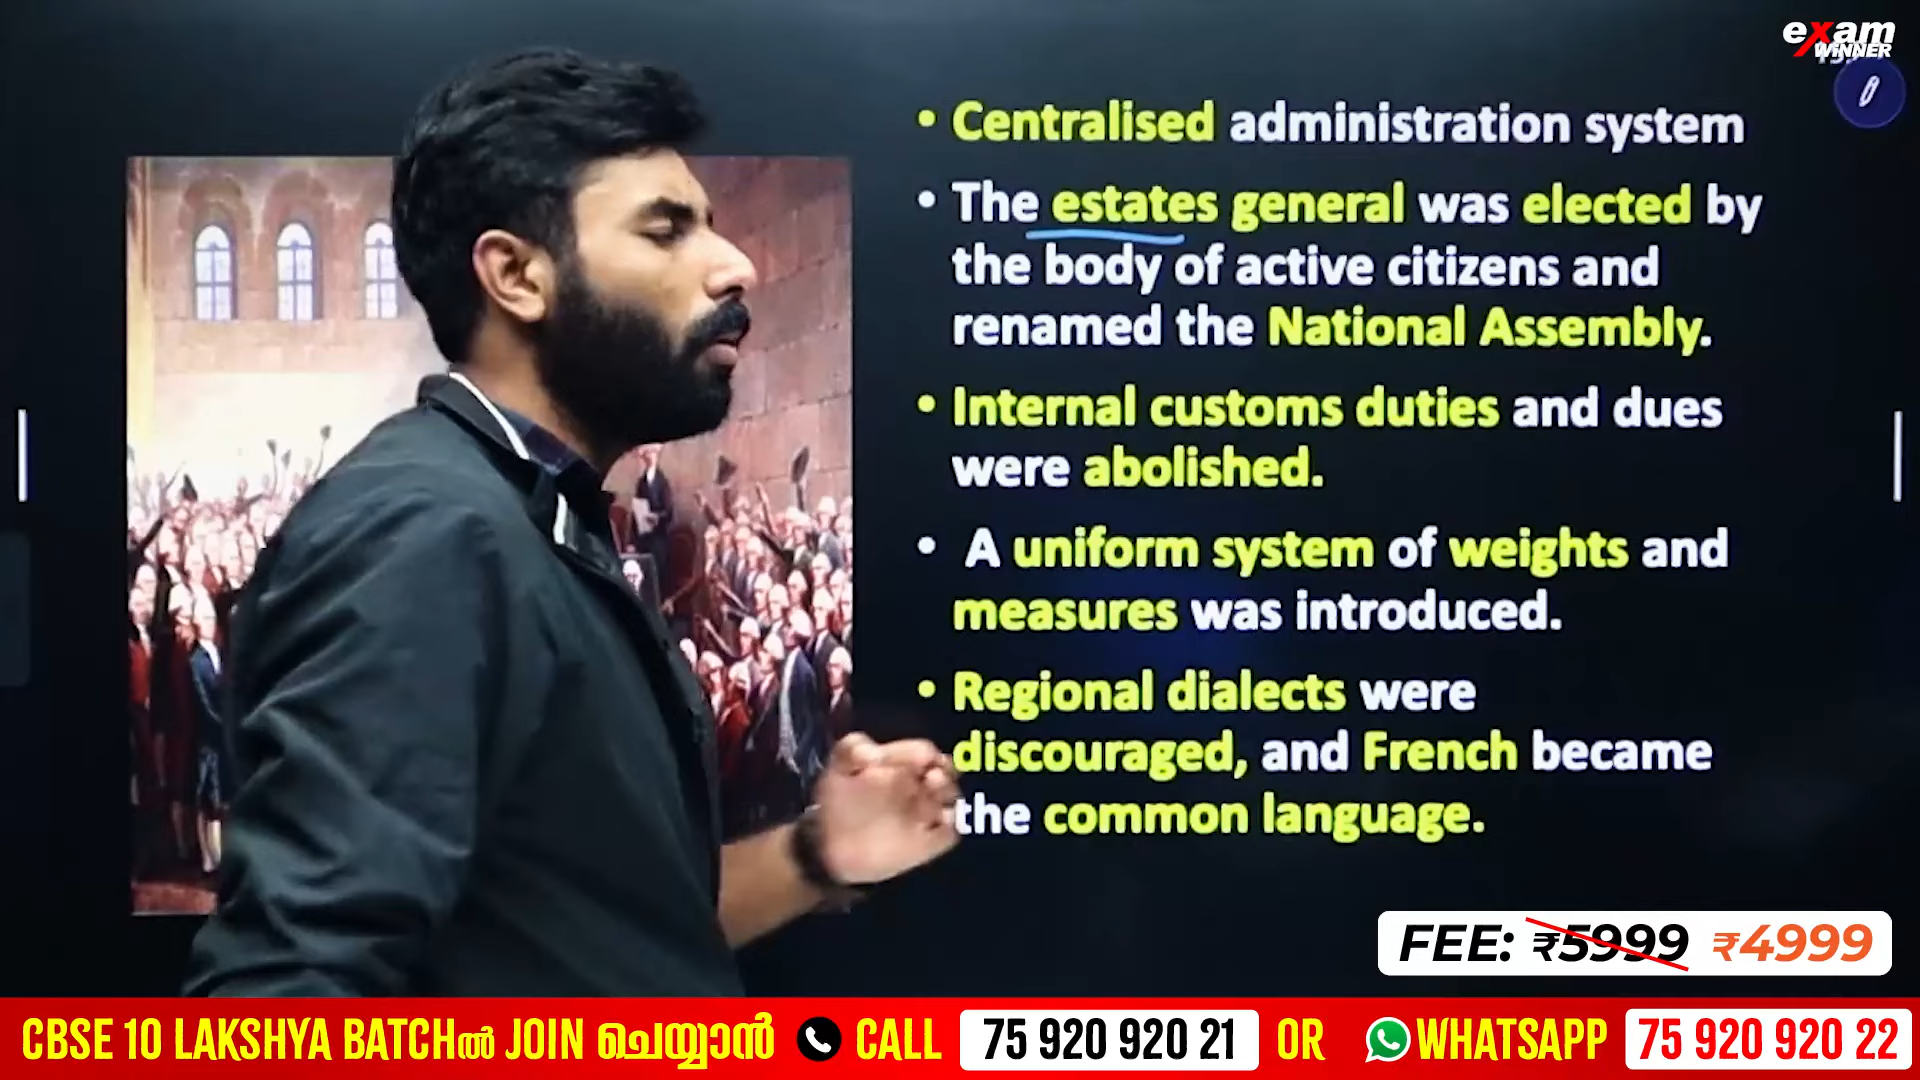 exam
WINNER
• Centralised administration system
• The estates general was elected by
the body of active citizens and
renamed the National Assembly.
• Internal customs duties and dues
were abolished.
• A uniform system of weights and
measures was introduced.
• Regional dialects were
discouraged, and French became
the common language.
FEE: ₹5999 ₹4999
CBSE 10 LAKSHYA BATCHൽ JOIN ചെയ്യാൻ CALL 75 920 920 21 OR WHATSAPP 75 920 920 22